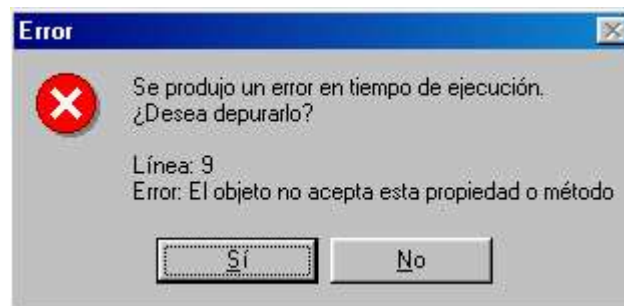 Error
Se produjo un error en tiempo de ejecución.
¿Desea depurarlo?
Línea: 9
Error: El objeto no acepta esta propiedad o método
Sí
No